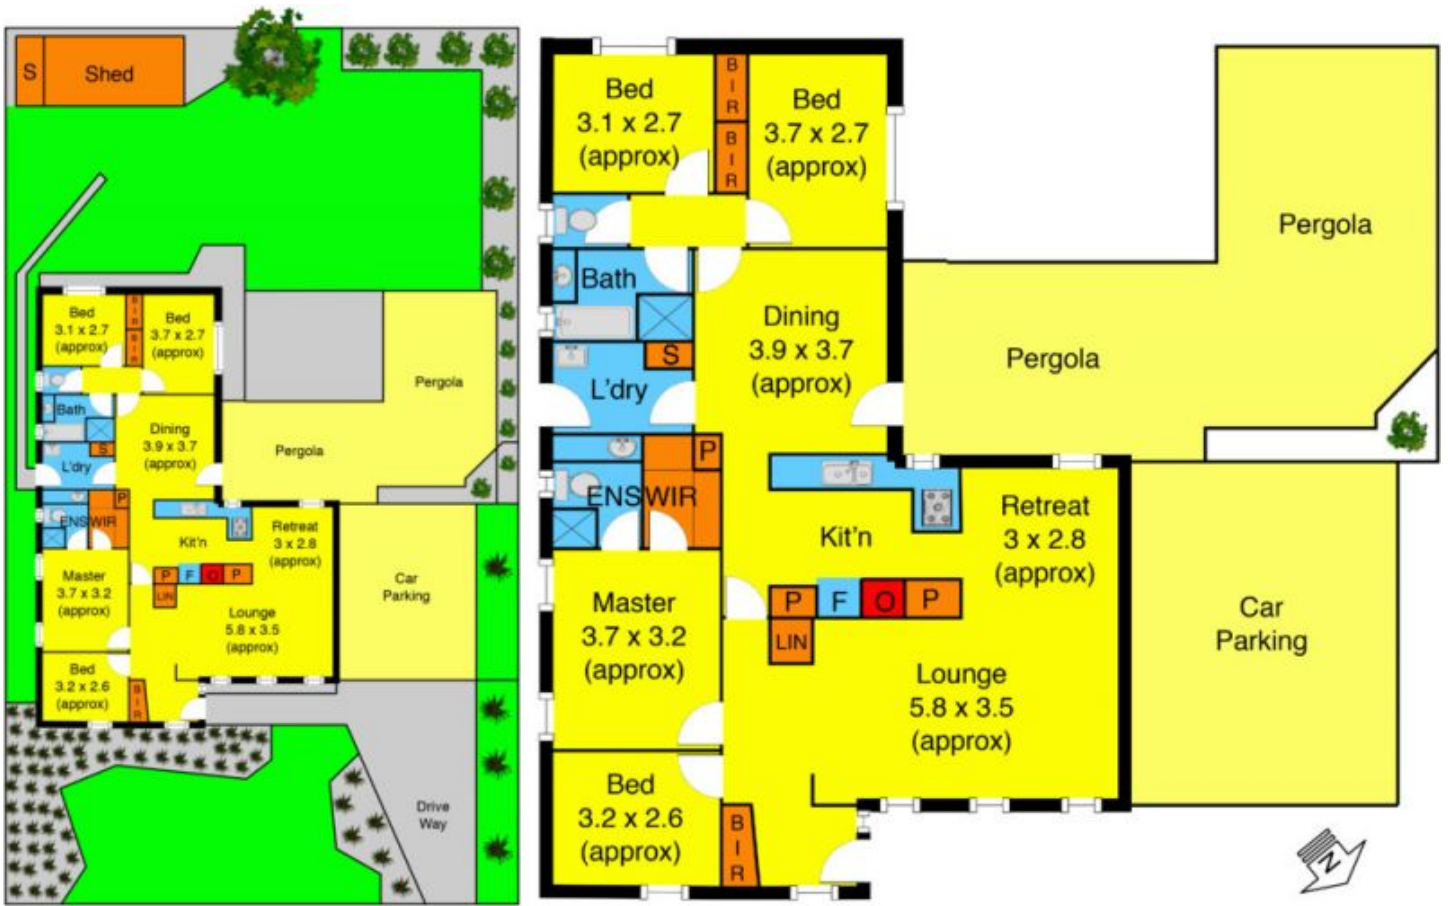 S
Shed
Bed
3.1 x 2.7
(approx)
B
I
R
B
I
R
Bed
3.7 x 2.7
(approx)
Bath
S
L'dry
Dining
3.9 x 3.7
(approx)
Pergola
Pergola
P
ENS
WIR
Kit'n
Retreat
3 x 2.8
(approx)
P
F
O
P
LIN
Master
3.7 x 3.2
(approx)
Lounge
5.8 x 3.5
(approx)
Car
Parking
Bed
3.2 x 2.6
(approx)
B
I
R
Drive
Way
Bed
3.1 x 2.7
(approx)
B
I
R
B
I
R
Bed
3.7 x 2.7
(approx)
Pergola
Bath
S
L'dry
Dining
3.9 x 3.7
(approx)
Pergola
P
ENS
WIR
Kit'n
Retreat
3 x 2.8
(approx)
P
F
O
P
LIN
Master
3.7 x 3.2
(approx)
Lounge
5.8 x 3.5
(approx)
Car
Parking
Bed
3.2 x 2.6
(approx)
B
I
R
N